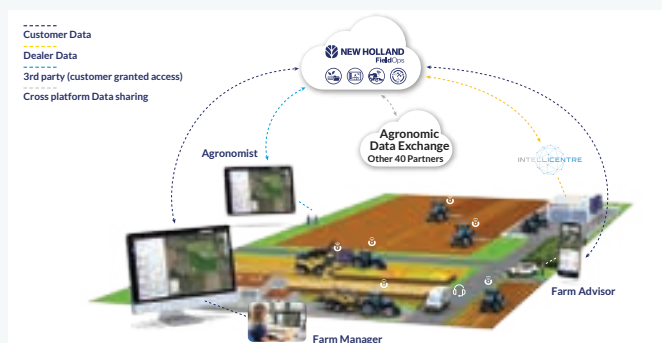 Customer Data
Dealer Data
3rd party (customer granted access)
Cross platform Data sharing
NEW HOLLAND
FieldOps
Agronomic
Data Exchange
Other 40 Partners
Agronomist
INTELLICENTRE
Farm Advisor
Farm Manager